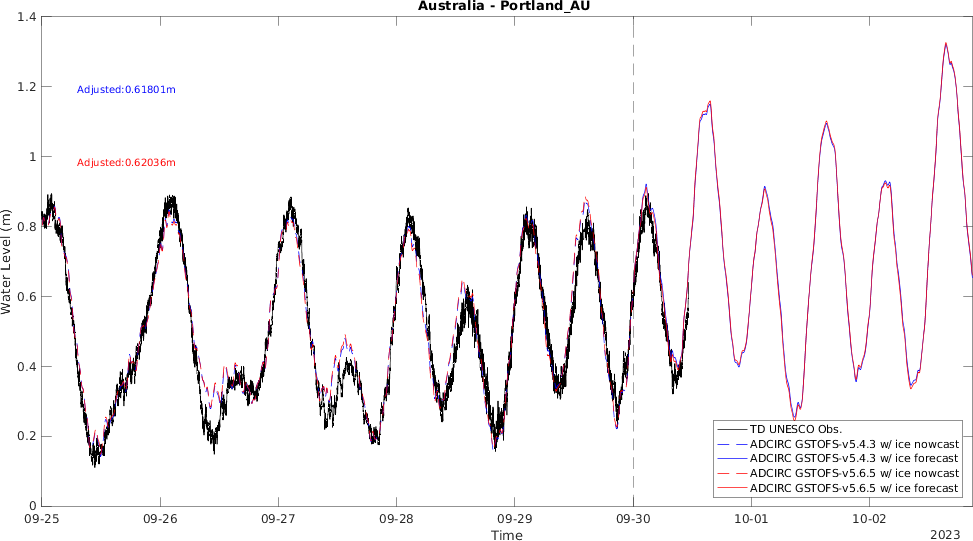 Australia - Portland_AU
1.4
1.2
1
0.8
0.6
0.4
0.2
0
Water Level (m)
Adjusted:0.61801m
Adjusted:0.62036m
TD UNESCO Obs.
ADCIRC GSTOFS-v5.4.3 w/ ice nowcast
ADCIRC GSTOFS-v5.4.3 w/ ice forecast
ADCIRC GSTOFS-v5.6.5 w/ ice nowcast
ADCIRC GSTOFS-v5.6.5 w/ ice forecast
09-25 09-26 09-27 09-28 09-29 09-30 10-01 10-02
Time
2023